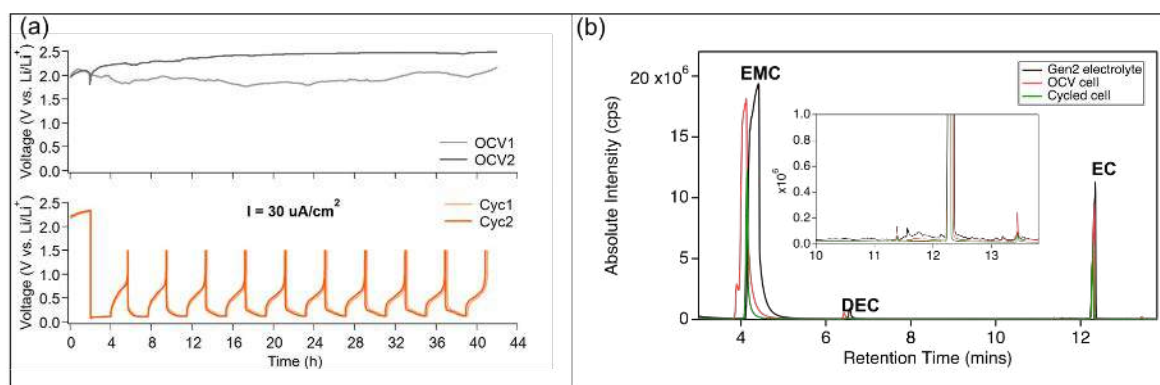 (a)
Voltage (V vs. Li/Li+)
2.5
2.0
1.5
1.0
0.5
0.0
OCV1
OCV2
Voltage (V vs. Li/Li+)
2.5
2.0
1.5
1.0
0.5
0.0
I = 30 uA/cm2
Cyc1
Cyc2
0 4 8 12 16 20 24 28 32 36 40 44
Time (h)
(b)
Absolute Intensity (cps)
20 x10^6
15
10
5
0
EMC
DEC
EC
Gen2 electrolyte
OCV cell
Cycled cell
1.0
0.8
0.6
0.4
0.2
0.0
x10^6
10 11 12 13
4 6 8 10 12
Retention Time (mins)